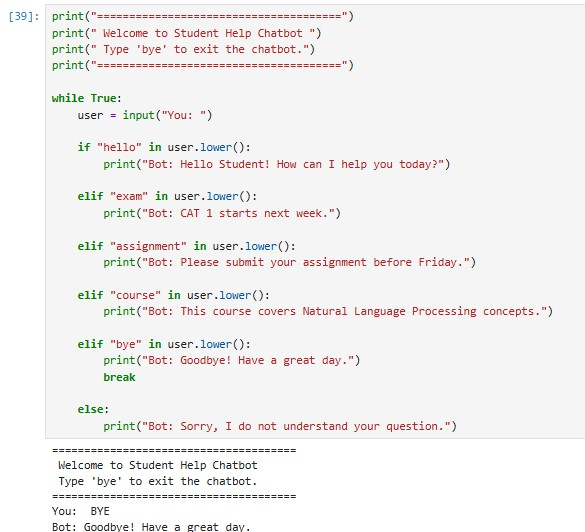 [39]: print("======================================")
print(" Welcome to Student Help Chatbot ")
print(" Type 'bye' to exit the chatbot.")
print("======================================")
while True:
    user = input("You: ")
    if "hello" in user.lower():
        print("Bot: Hello Student! How can I help you today?")
    elif "exam" in user.lower():
        print("Bot: CAT 1 starts next week.")
    elif "assignment" in user.lower():
        print("Bot: Please submit your assignment before Friday.")
    elif "course" in user.lower():
        print("Bot: This course covers Natural Language Processing concepts.")
    elif "bye" in user.lower():
        print("Bot: Goodbye! Have a great day.")
        break
    else:
        print("Bot: Sorry, I do not understand your question.")
======================================
 Welcome to Student Help Chatbot
 Type 'bye' to exit the chatbot.
======================================
You:  BYE
Bot: Goodbye! Have a great day.